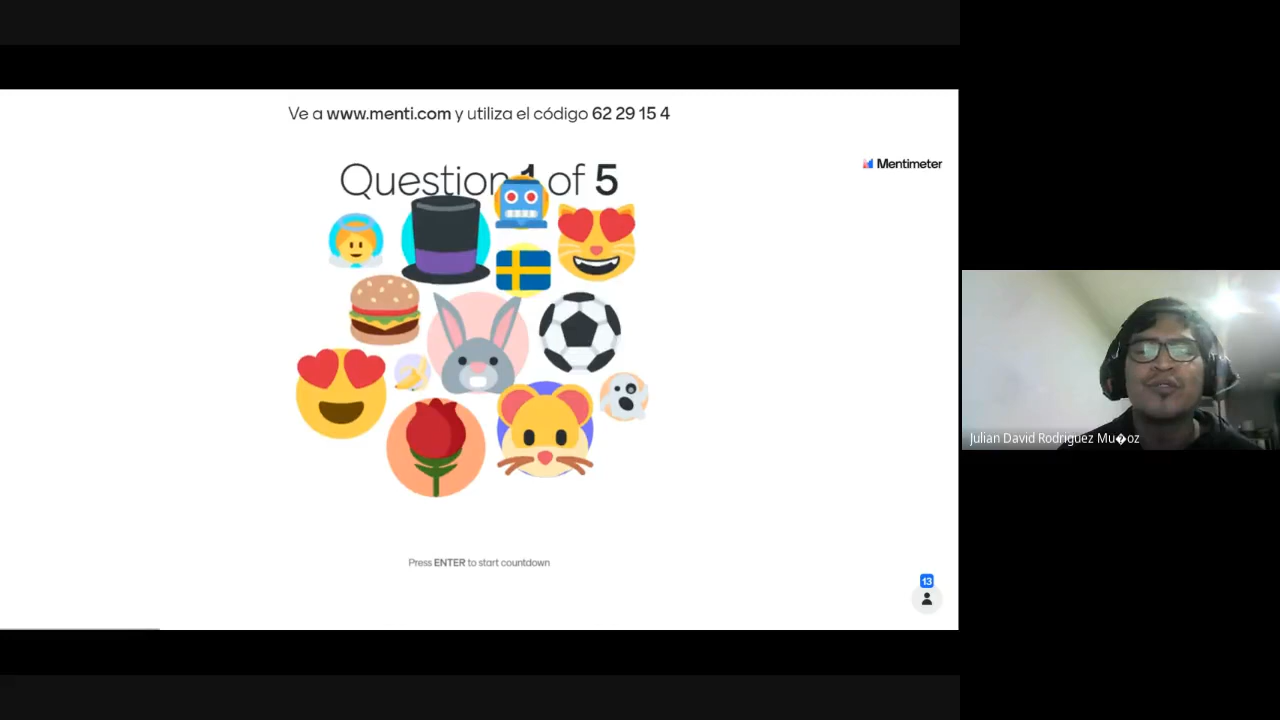 Ve a www.menti.com y utiliza el código 62 29 15 4
Mentimeter
Question 1 of 5
Julian David Rodriguez Mu�oz
Press ENTER to start countdown
13